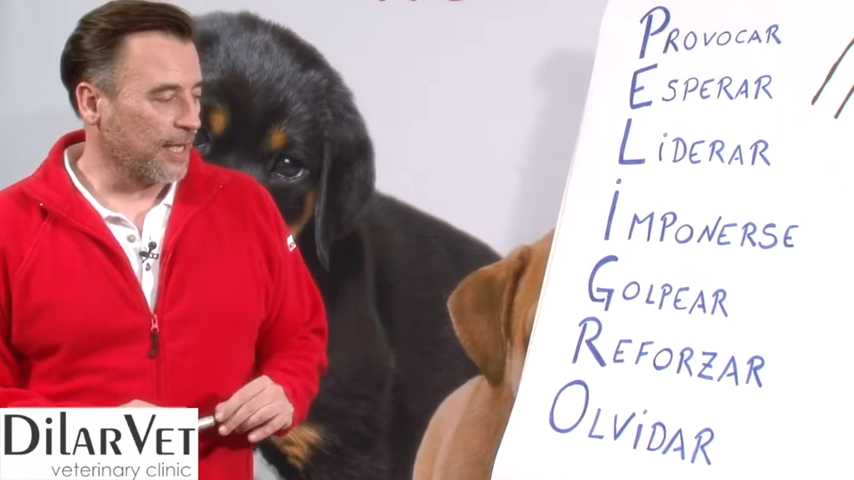 PROVOCAR
ESPERAR
LiDERAR
iMPONERSE
GOLPEAR
REFORZAR
OLViDAR
DiLARVET
veterinary clinic